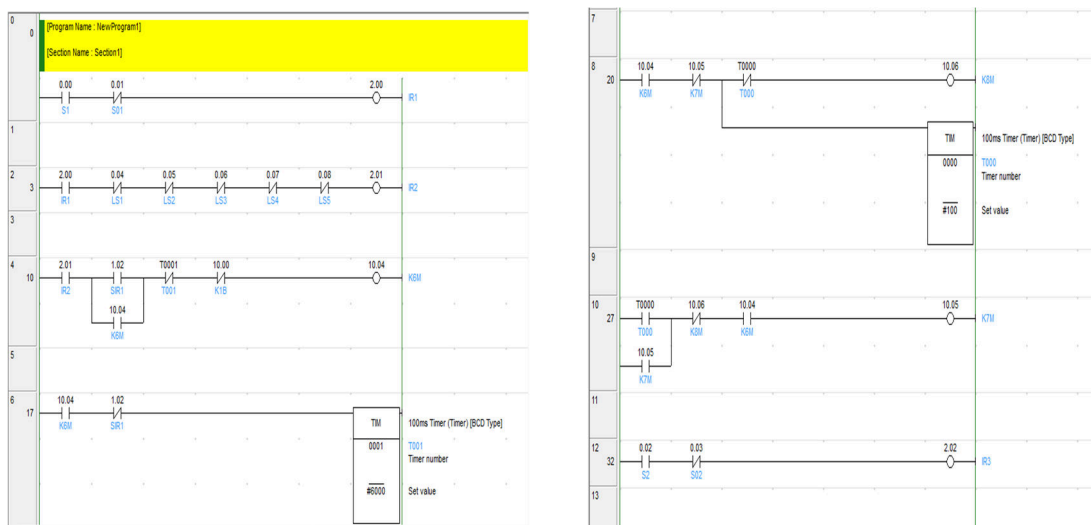 0
0
[Program Name : NewProgram1]
[Section Name : Section1]
0.00 0.01 2.00
S1 S01 IR1
1
2
3
2.00 0.04 0.05 0.06 0.07 0.08 2.01
IR1 LS1 LS2 LS3 LS4 LS5 IR2
3
4
10
2.01 1.02 T0001 10.00 10.04
IR2 SIR1 T001 K1B K6M
10.04
K6M
5
6
17
10.04 1.02
K6M SIR1
TIM 100ms Timer (Timer) [BCD Type]
0001 T001
Timer number
#6000 Set value
7
8
20
10.04 10.05 T0000 10.06
K6M K7M T000 K8M
TIM 100ms Timer (Timer) [BCD Type]
0000 T000
Timer number
#100 Set value
9
10
27
T0000 10.06 10.04 10.05
T000 K8M K6M K7M
10.05
K7M
11
12
32
0.02 0.03 2.02
S2 S02 IR3
13